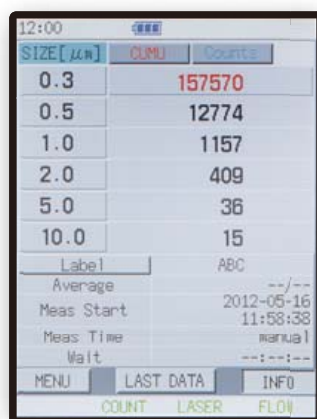 12:00
SIZE[μm] CUMU Counts
0.3 157570
0.5 12774
1.0 1157
2.0 409
5.0 36
10.0 15
Label ABC
Average --/--
Meas Start 2012-05-16
11:58:38
Meas Time manual
Wait --:--:--
MENU LAST DATA INFO
COUNT LASER FLOW